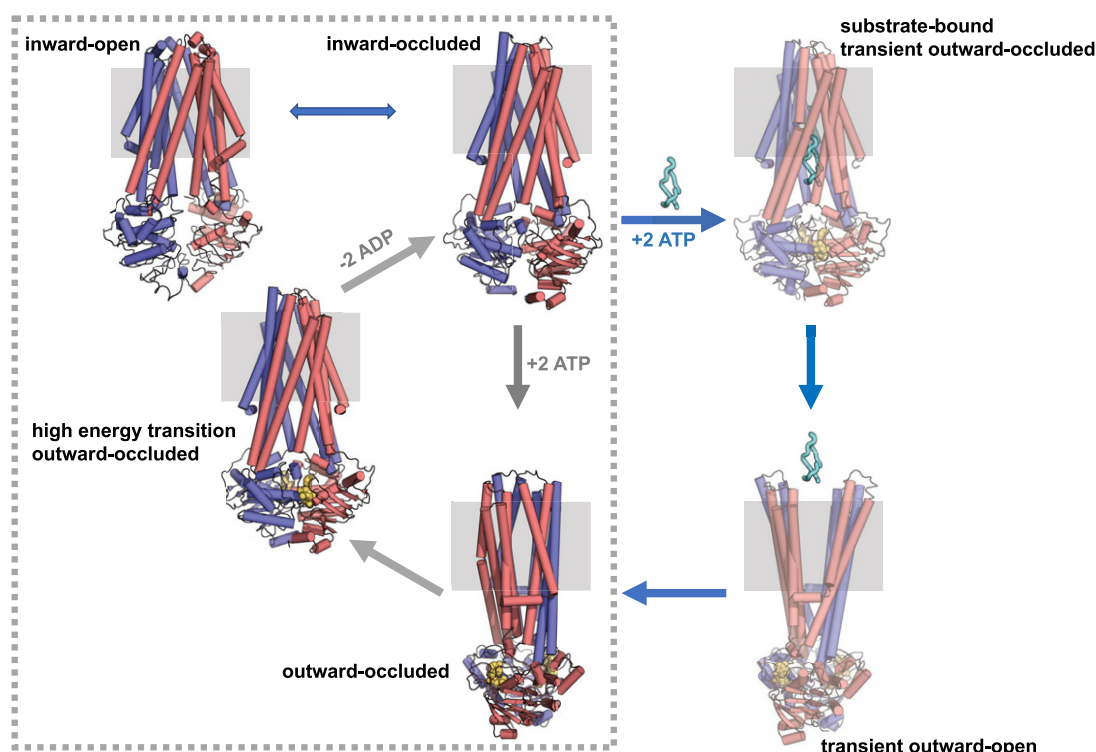 inward-open
inward-occluded
substrate-bound
transient outward-occluded
+2 ATP
-2 ADP
+2 ATP
high energy transition
outward-occluded
outward-occluded
transient outward-open